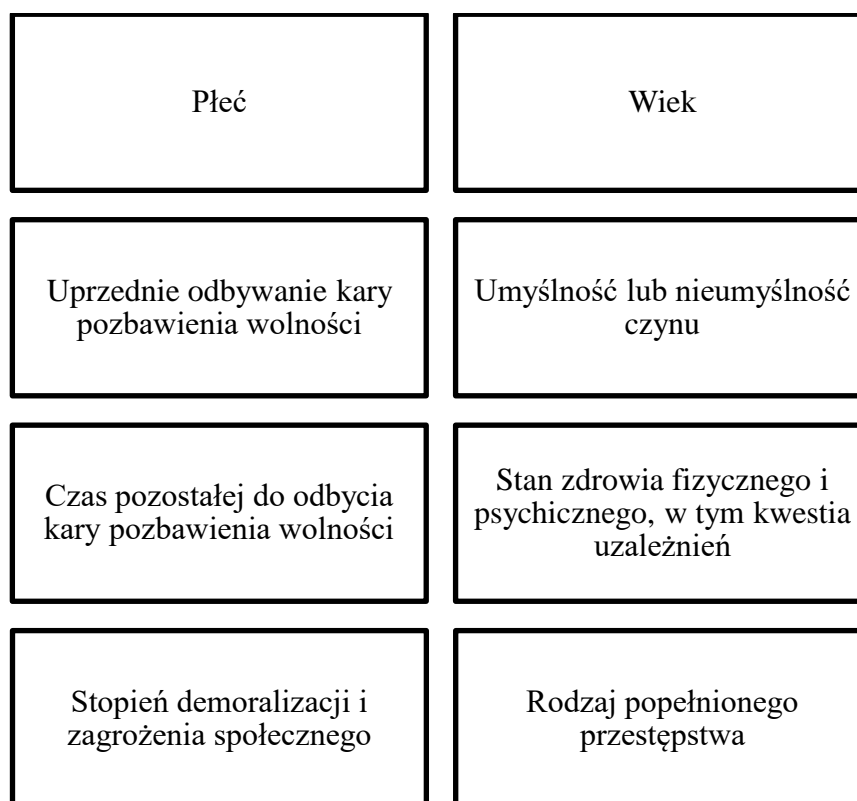 Płeć
Wiek
Uprzednie odbywanie kary
pozbawienia wolności
Umyślność lub nieumyślność
czynu
Czas pozostałej do odbycia
kary pozbawienia wolności
Stan zdrowia fizycznego i
psychicznego, w tym kwestia
uzależnień
Stopień demoralizacji i
zagrożenia społecznego
Rodzaj popełnionego
przestępstwa